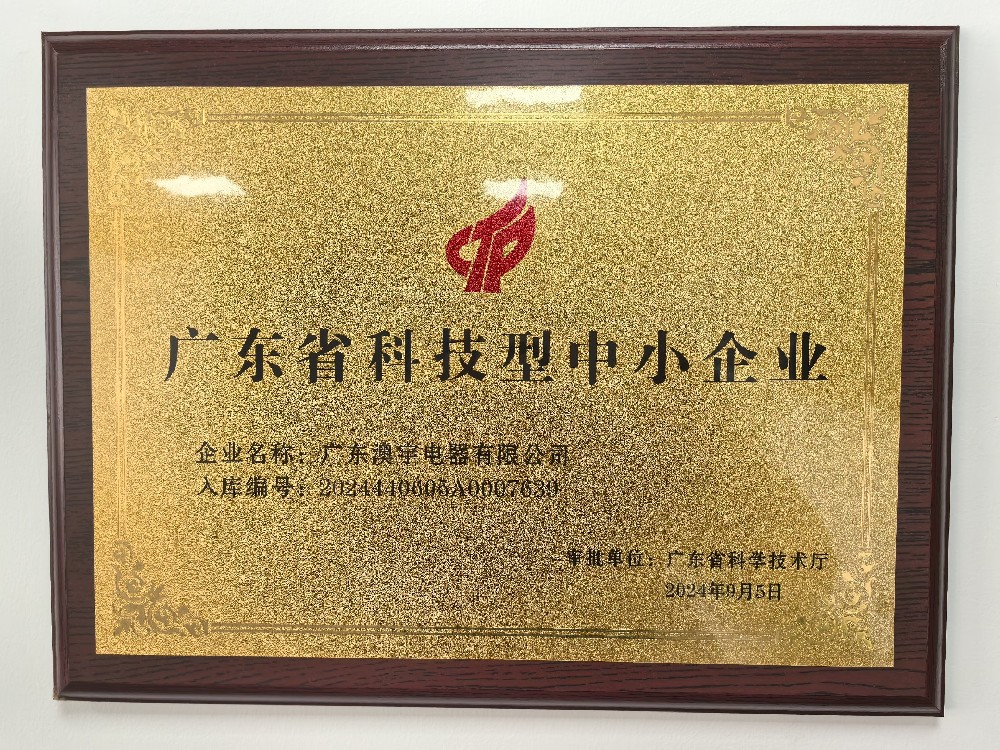 广东省科技型中小企业
企业名称：广东澳宇电器有限公司
入库编号：2024440605A0007639
审批单位：广东省科学技术厅
2024年9月5日